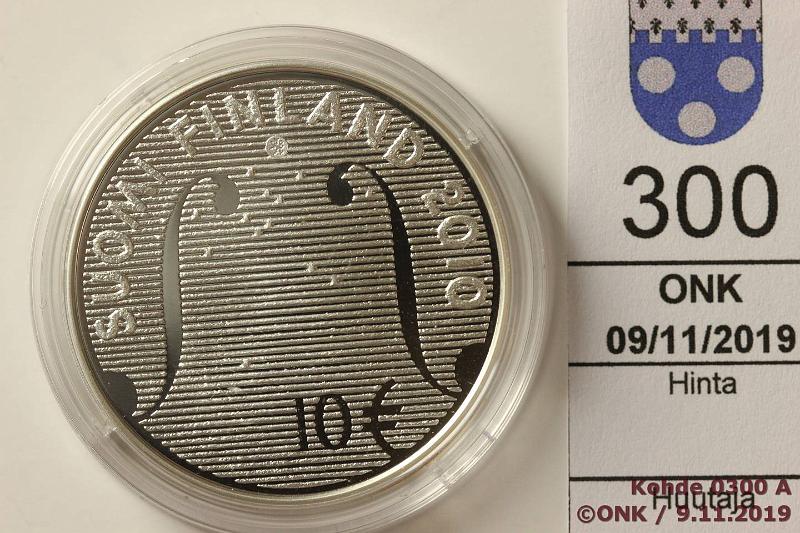 SUOMI FINLAND 2010
10€
300
ONK
09/11/2019
Hinta
Huutaja
Kohde 0300 A
©ONK / 9.11.2019